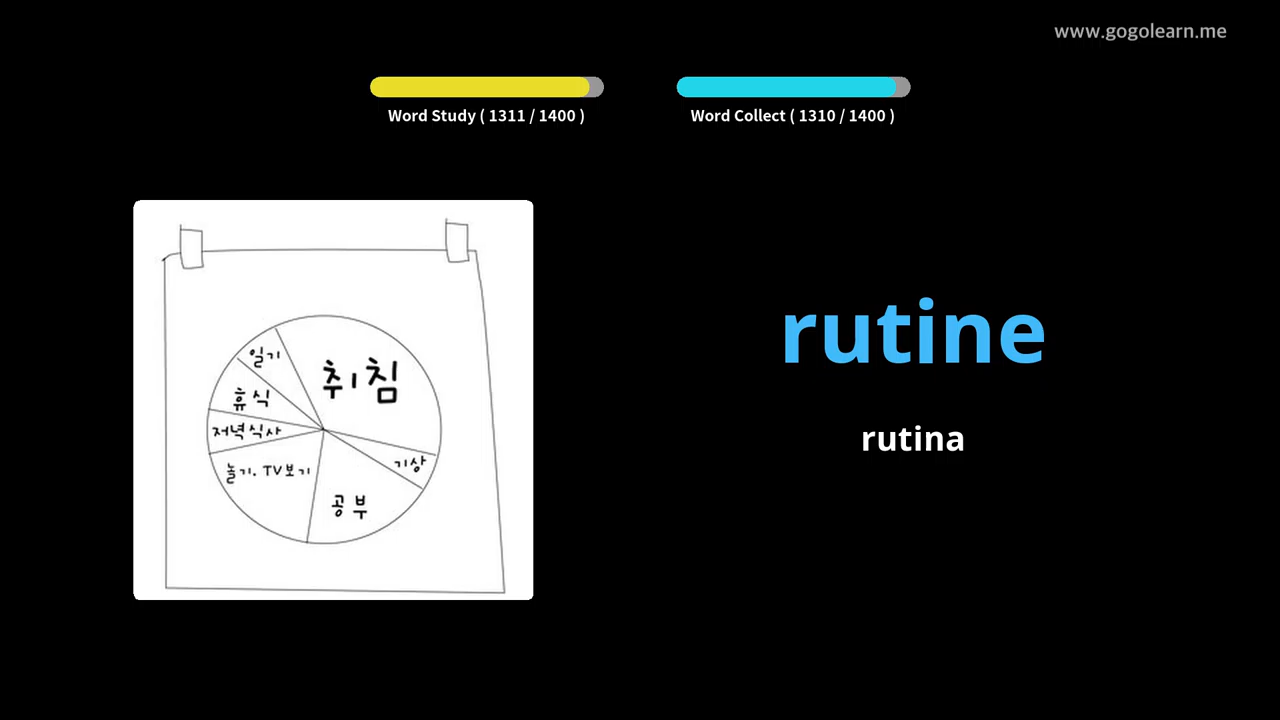 www.gogolearn.me
Word Study ( 1311 / 1400 )
Word Collect ( 1310 / 1400 )
일기
취침
휴식
저녁식사
기상
놀기. TV보기
공부
rutine
rutina